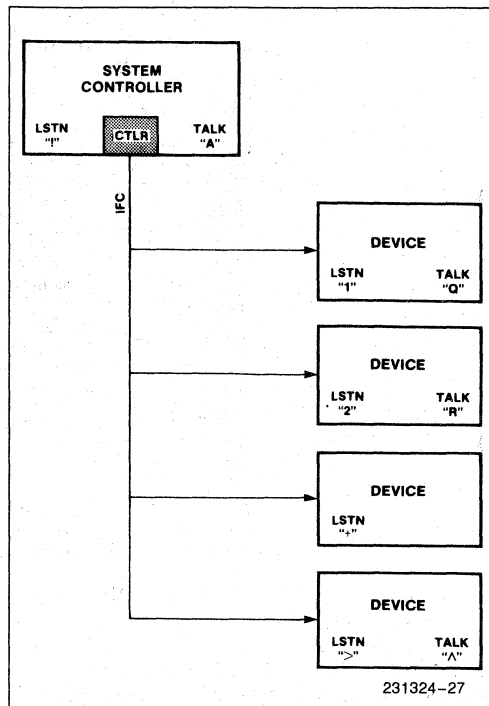 SYSTEM
CONTROLLER
LSTN
"!"
CTLR
TALK
"A"
IFC
DEVICE
LSTN
"1"
TALK
"Q"
DEVICE
LSTN
"2"
TALK
"R"
DEVICE
LSTN
"+"
DEVICE
LSTN
">"
TALK
"^"
231324-27